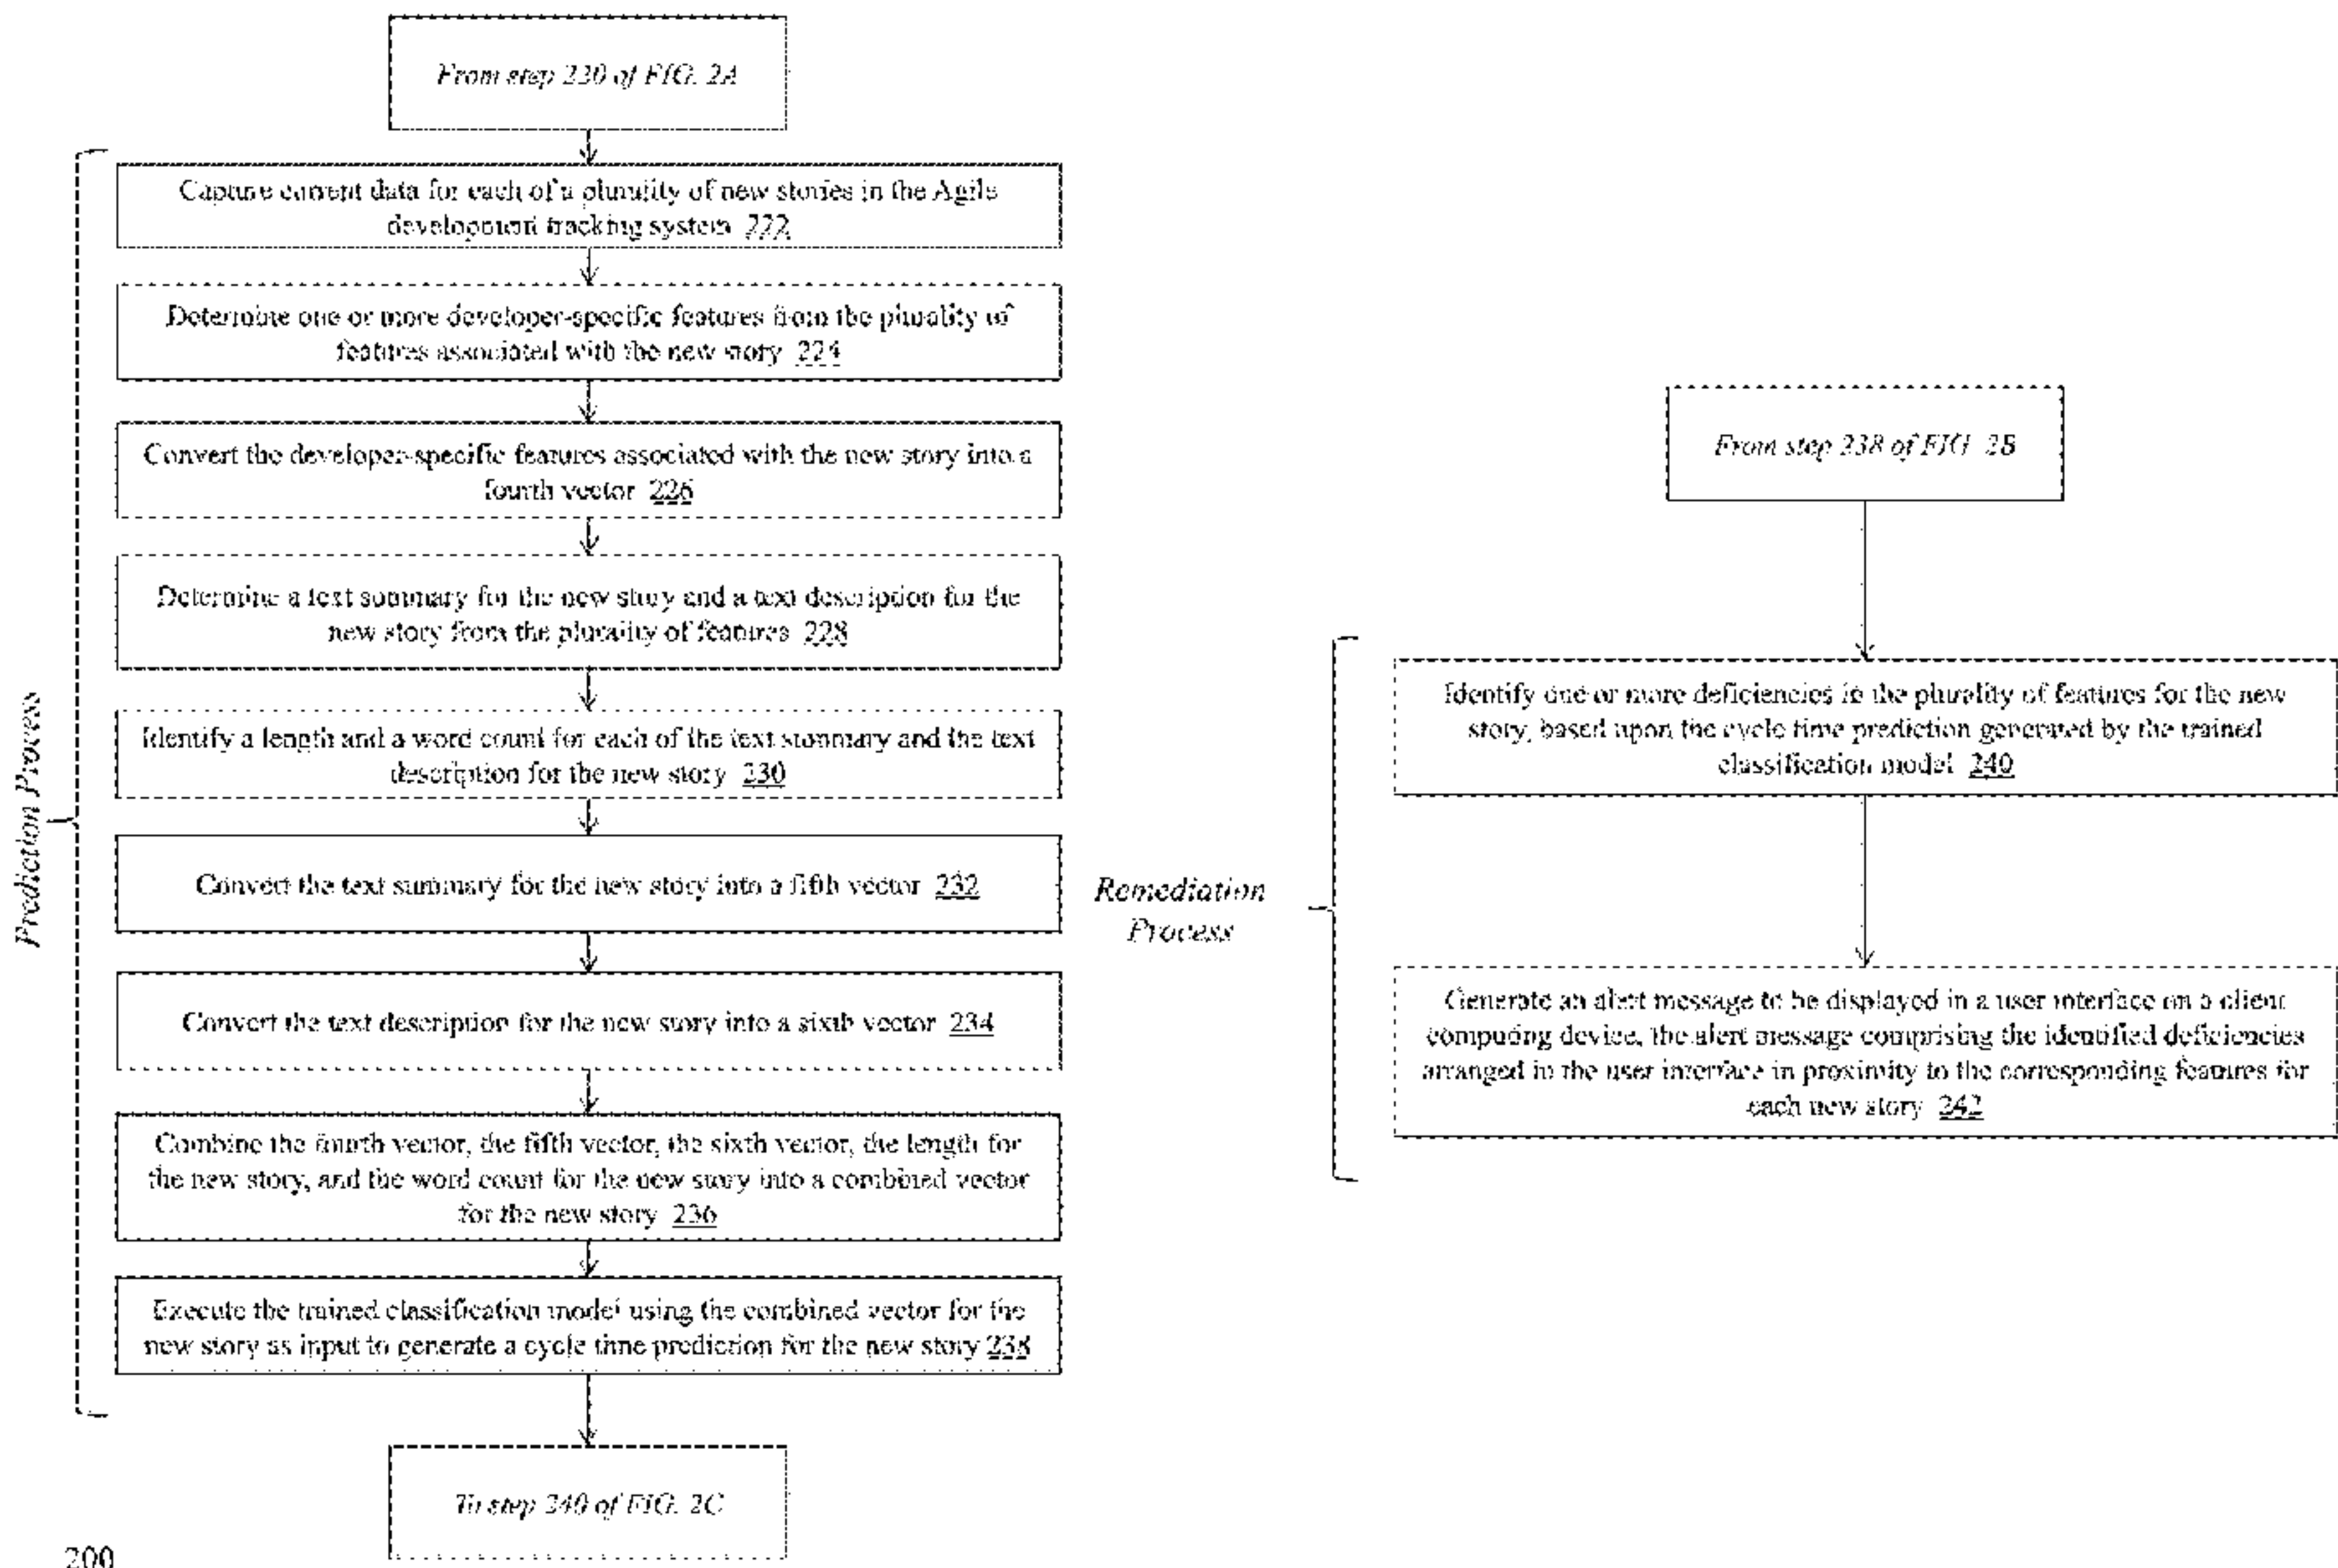 From step 220 of FIG. 2A
Capture current data for each of a plurality of new stories in the Agile
development tracking system 222
Determine one or more developer-specific features from the plurality of
features associated with the new story 224
Convert the developer-specific features associated with the new story into a
fourth vector 226
Determine a text summary for the new story and a text description for the
new story from the plurality of features 228
Identify a length and a word count for each of the text summary and the text
description for the new story 230
Convert the text summary for the new story into a fifth vector 232
Convert the text description for the new story into a sixth vector 234
Combine the fourth vector, the fifth vector, the sixth vector, the length for
the new story, and the word count for the new story into a combined vector
for the new story 236
Execute the trained classification model using the combined vector for the
new story as input to generate a cycle time prediction for the new story 238
To step 240 of FIG. 2C
Prediction Process
200
From step 238 of FIG. 2B
Identify one or more deficiencies in the plurality of features for the new
story, based upon the cycle time prediction generated by the trained
classification model 240
Generate an alert message to be displayed in a user interface on a client
computing device, the alert message comprising the identified deficiencies
arranged in the user interface in proximity to the corresponding features for
each new story 242
Remediation
Process